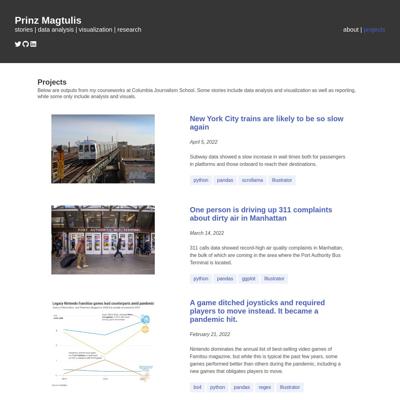 Prinz Magtulis
stories | data analysis | visualization | research
about | projects
Projects
Below are outputs from my courseworks at Columbia Journalism School. Some stories include data analysis and visualization as well as reporting,
while some only include analysis and visuals.
New York City trains are likely to be so slow
again
April 5, 2022
Subway data showed a slow increase in wait times both for passengers
in platforms and those onboard to reach their destinations.
python pandas scrollama Illustrator
One person is driving up 311 complaints
about dirty air in Manhattan
March 14, 2022
311 calls data showed record-high air quality complaints in Manhattan,
the bulk of which are coming in the area where the Port Authority Bus
Terminal is located.
PORT AUTHORITY BUS TERMINAL
python pandas ggplot Illustrator
A game ditched joysticks and required
players to move instead. It became a
pandemic hit.
February 21, 2022
Legacy Nintendo Famitsu games lead counterparts amid pandemic
Nintendo dominates the annual list of best-selling video games of
Famitsu magazine, but while this is typical the past few years, some
games performed better than others during the pandemic, including a
new games that obligates players to move.
bs4 python pandas regex Illustrator